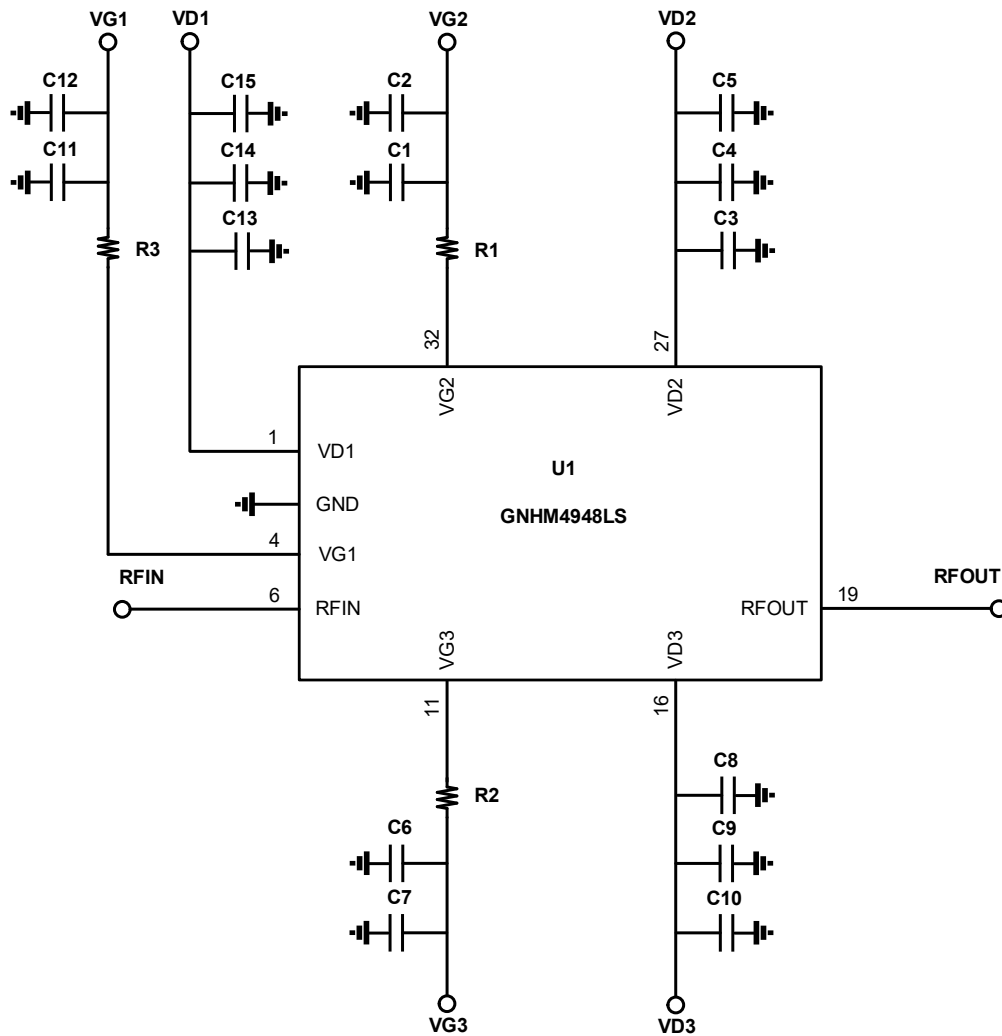 VG1 VD1 VG2 VD2
C12 C15 C2 C5
C11 C14 C1 C4
C13 C3
R3 R1
32 27
VG2 VD2
1 VD1
U1
GND
GNHM4948LS
4 VG1
RFIN RFOUT
6 RFIN RFOUT 19
VG3 VD3
11 16
C8
R2
C6 C9
C7 C10
VG3 VD3